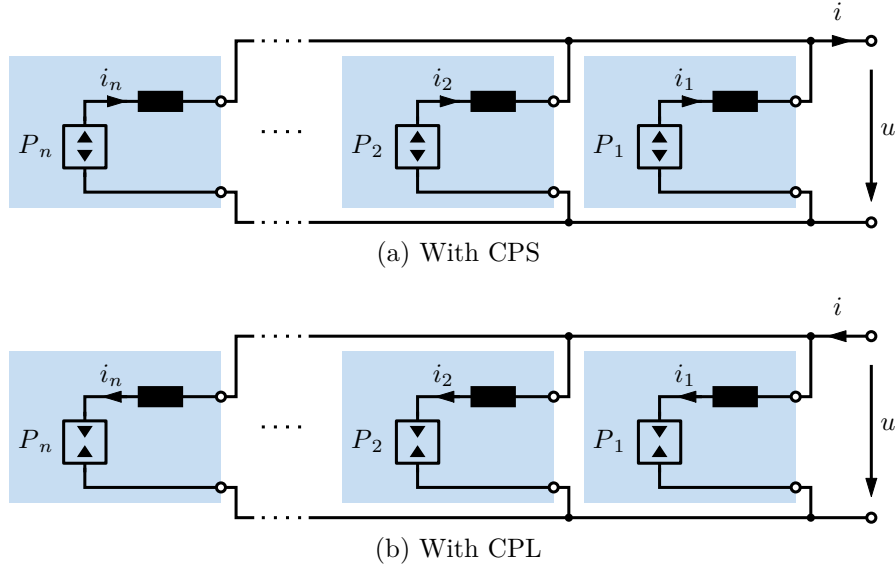 i
i_n i_2 i_1
P_n P_2 P_1 u
(a) With CPS
i
i_n i_2 i_1
P_n P_2 P_1 u
(b) With CPL